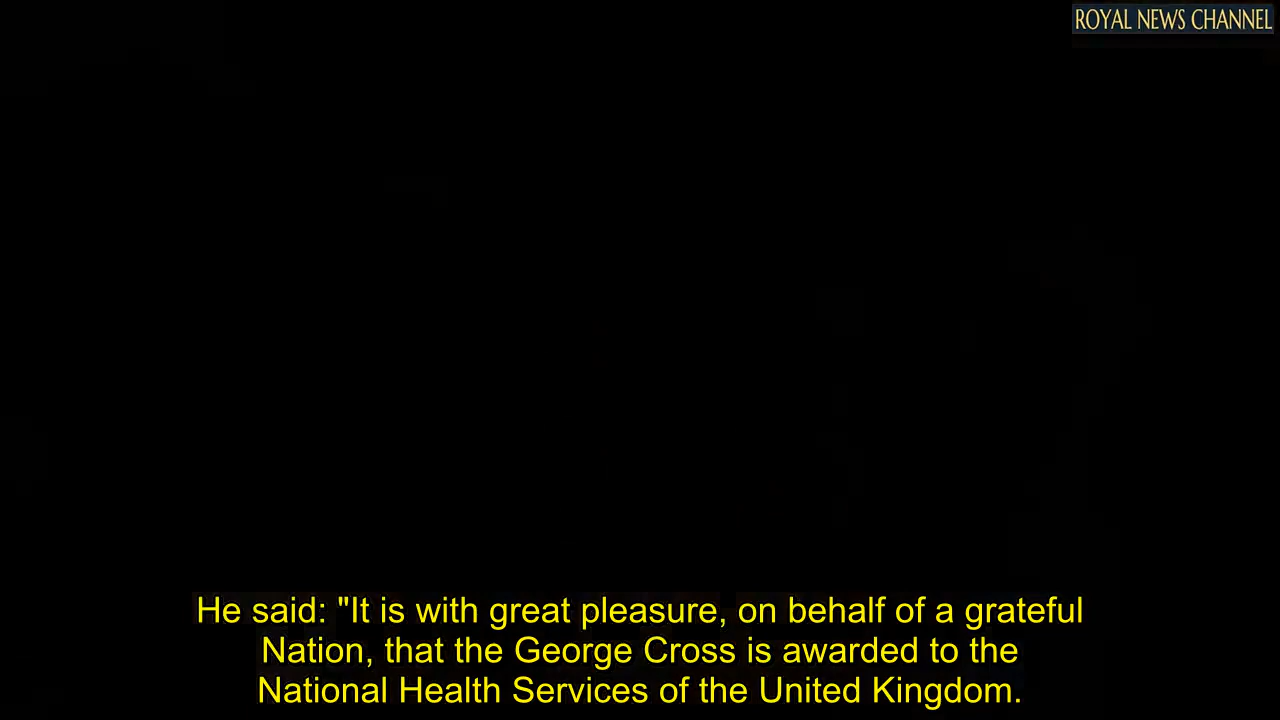 ROYAL NEWS CHANNEL
He said: "It is with great pleasure, on behalf of a grateful
Nation, that the George Cross is awarded to the
National Health Services of the United Kingdom.